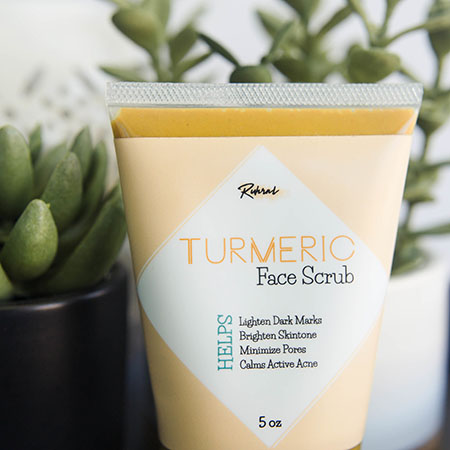 TURMERIC
Face Scrub
HELPS
Lighten Dark Marks
Brighten Skintone
Minimize Pores
Calms Active Acne
5 oz